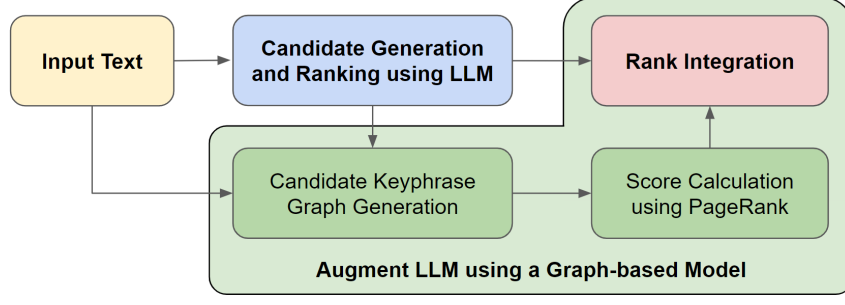 Input Text
Candidate Generation
and Ranking using LLM
Rank Integration
Candidate Keyphrase
Graph Generation
Score Calculation
using PageRank
Augment LLM using a Graph-based Model